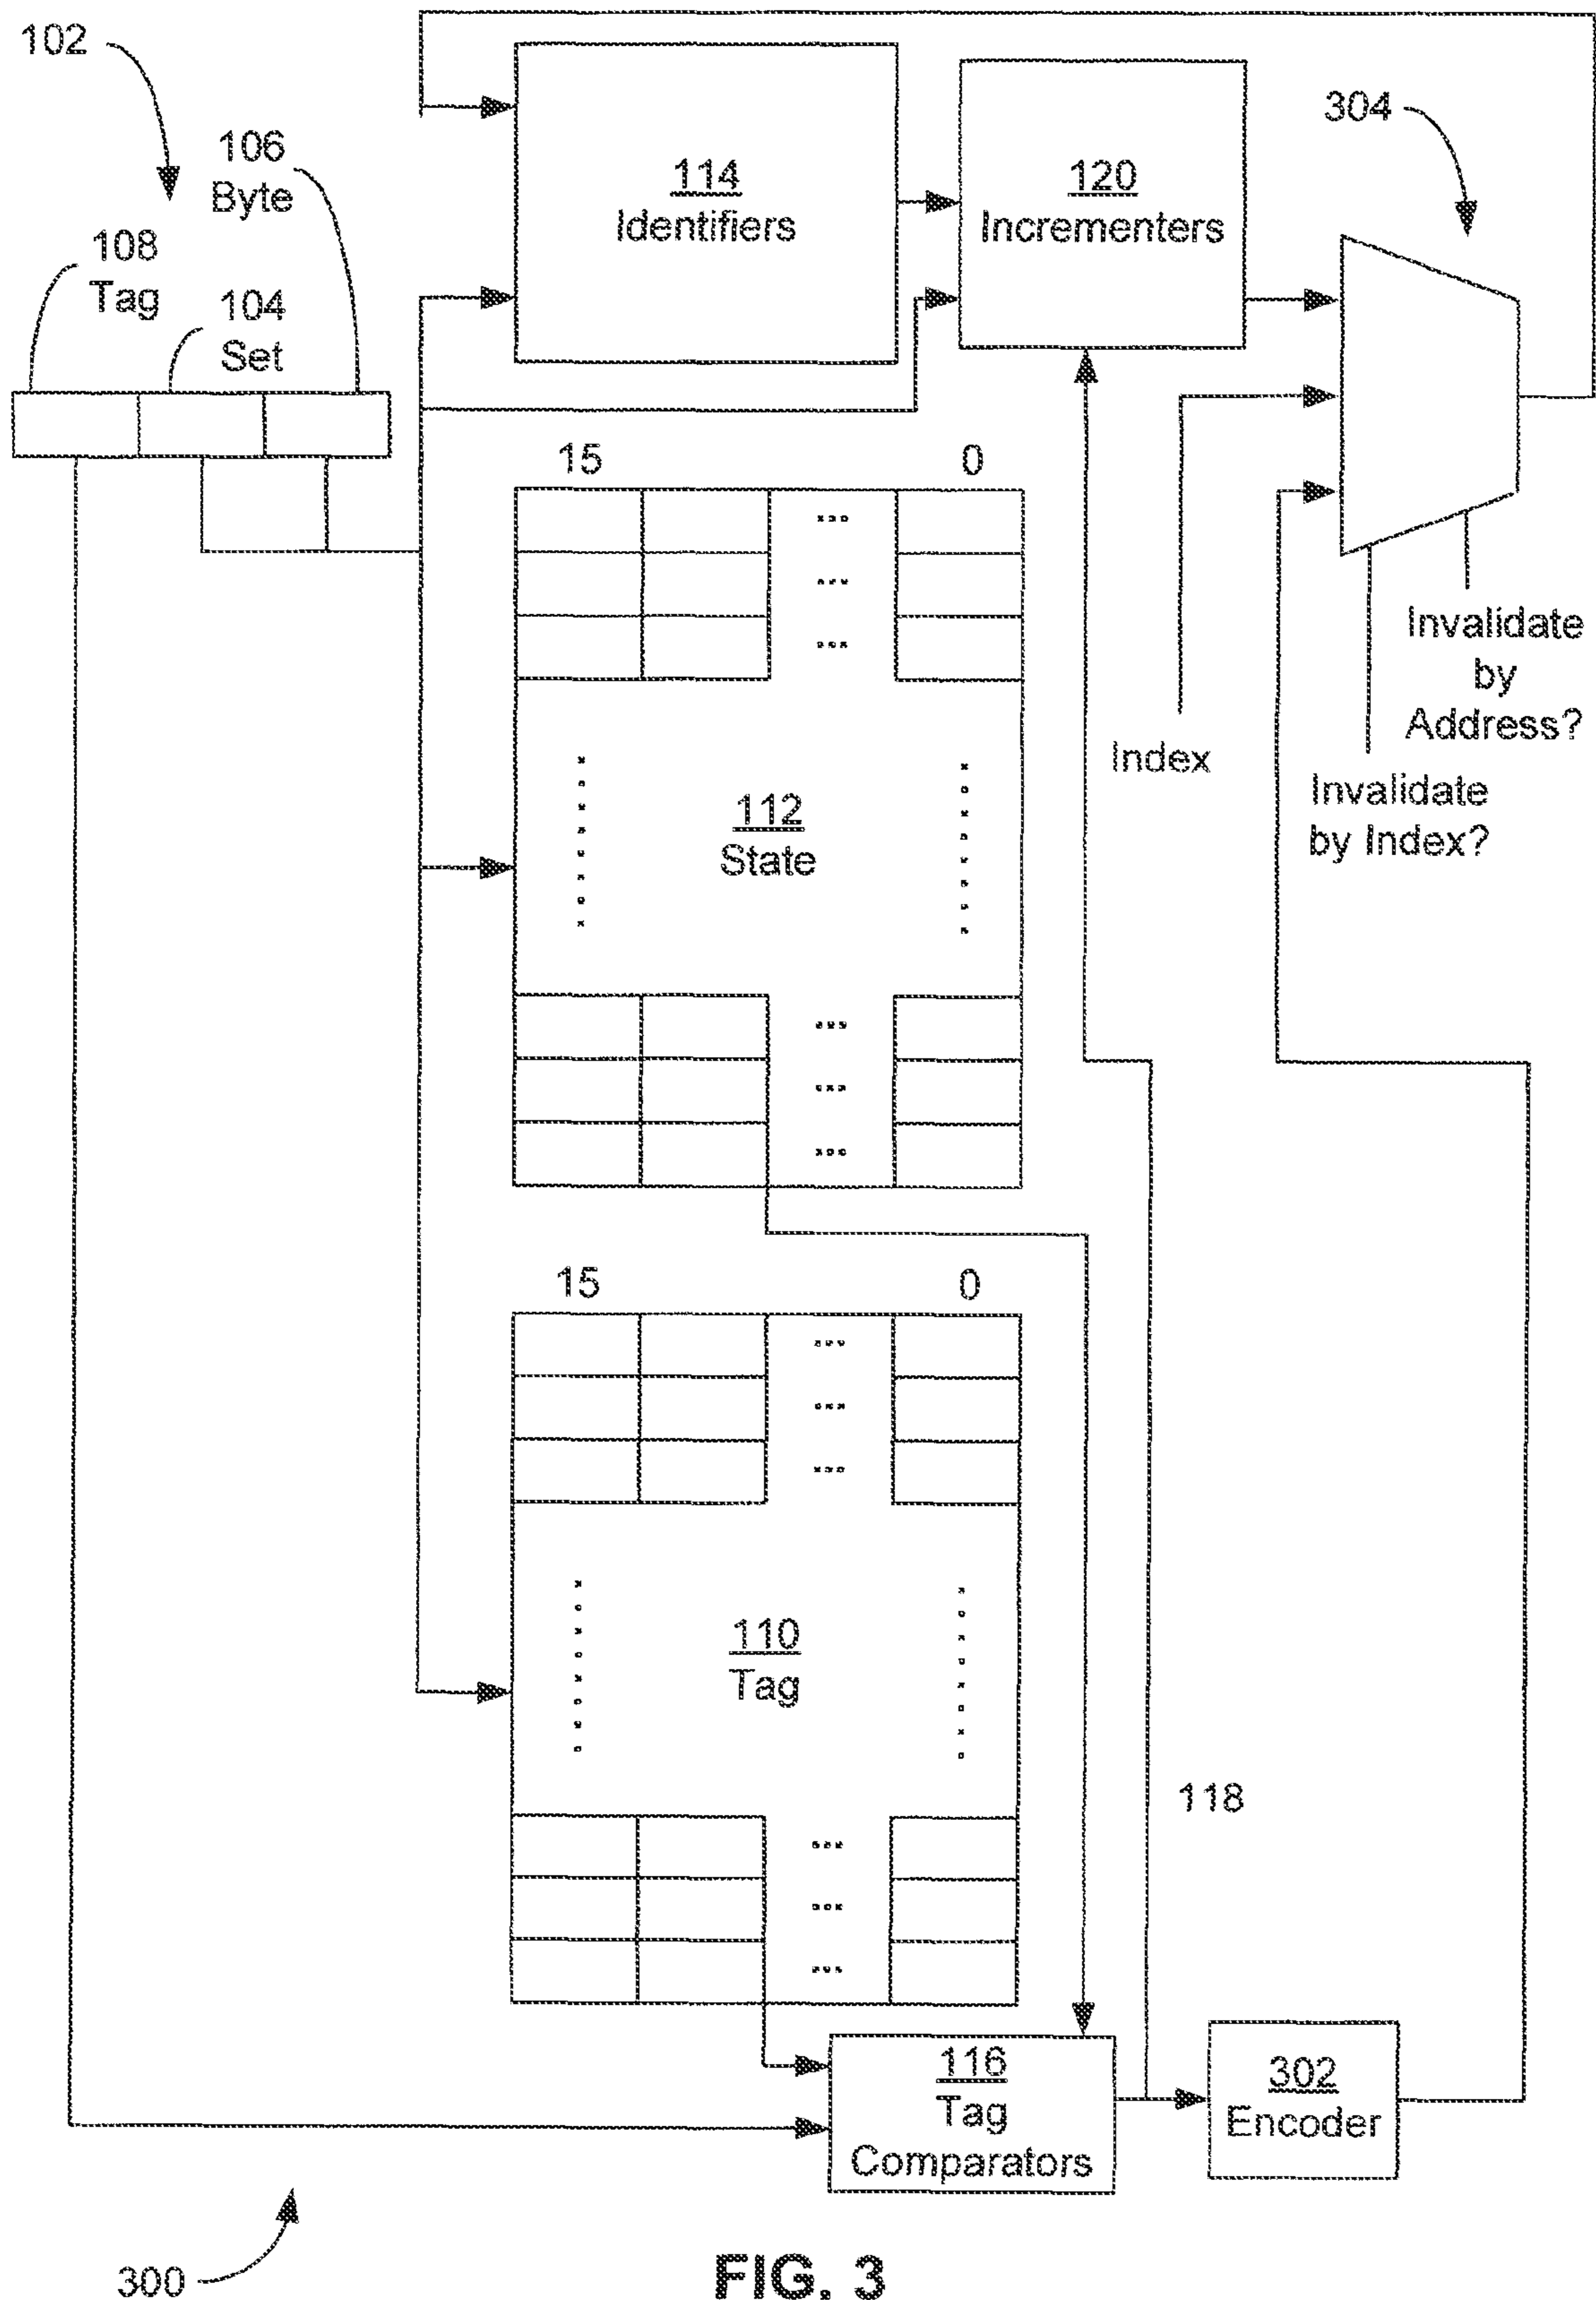 102
106
Byte
108
Tag
104
Set
114
Identifiers
120
Incrementers
304
15
0
112
State
Index
Invalidate
by
Address?
Invalidate
by Index?
15
0
110
Tag
118
116
Tag
Comparators
302
Encoder
300
FIG. 3